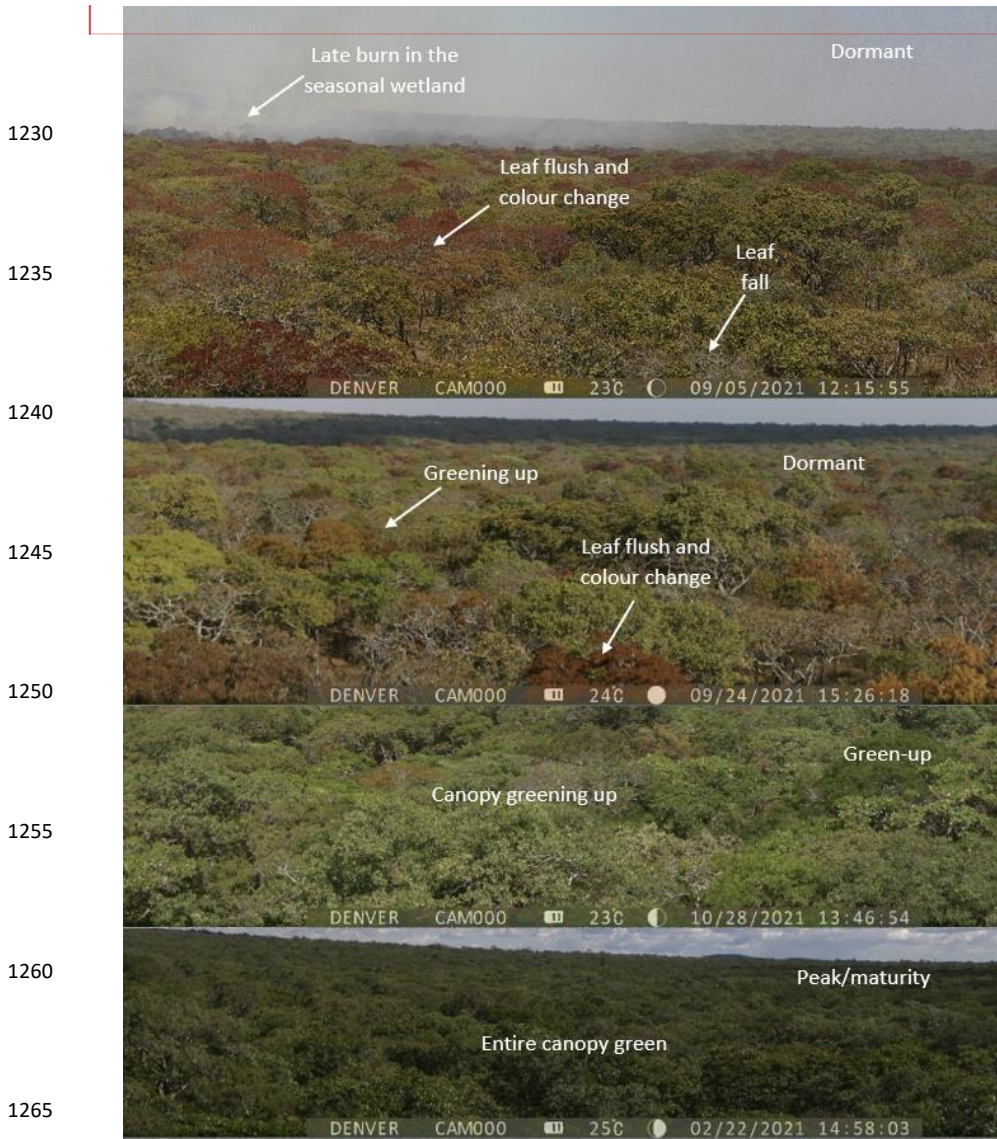 Late burn in the
seasonal wetland
Dormant
1230
Leaf flush and
colour change
1235
Leaf
fall
DENVER CAM000 23C 09/05/2021 12:15:55
1240
Greening up
Dormant
1245
Leaf flush and
colour change
1250
DENVER CAM000 24C 09/24/2021 15:26:18
Green-up
Canopy greening up
1255
DENVER CAM000 23C 10/28/2021 13:46:54
1260
Peak/maturity
Entire canopy green
1265
DENVER CAM000 25C 02/22/2021 14:58:03